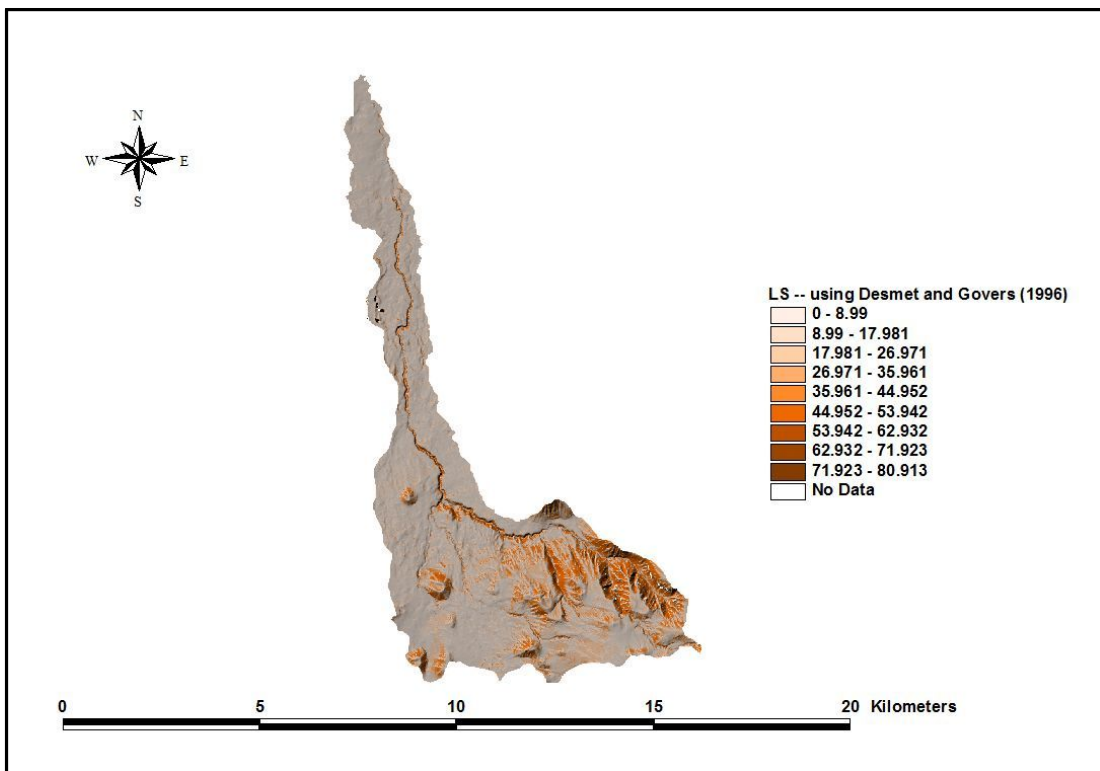 N
W E
S
LS -- using Desmet and Govers (1996)
0 - 8.99
8.99 - 17.981
17.981 - 26.971
26.971 - 35.961
35.961 - 44.952
44.952 - 53.942
53.942 - 62.932
62.932 - 71.923
71.923 - 80.913
No Data
0 5 10 15 20 Kilometers